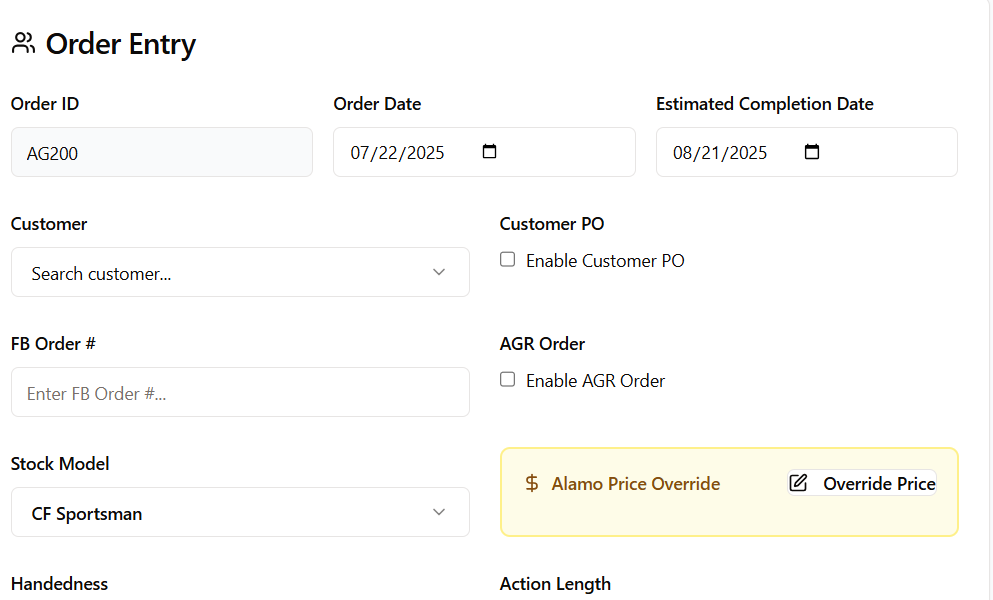 Order Entry
Order ID
Order Date
Estimated Completion Date
AG200
07/22/2025
08/21/2025
Customer
Customer PO
Search customer...
Enable Customer PO
FB Order #
AGR Order
Enter FB Order #...
Enable AGR Order
Stock Model
$ Alamo Price Override
Override Price
CF Sportsman
Handedness
Action Length